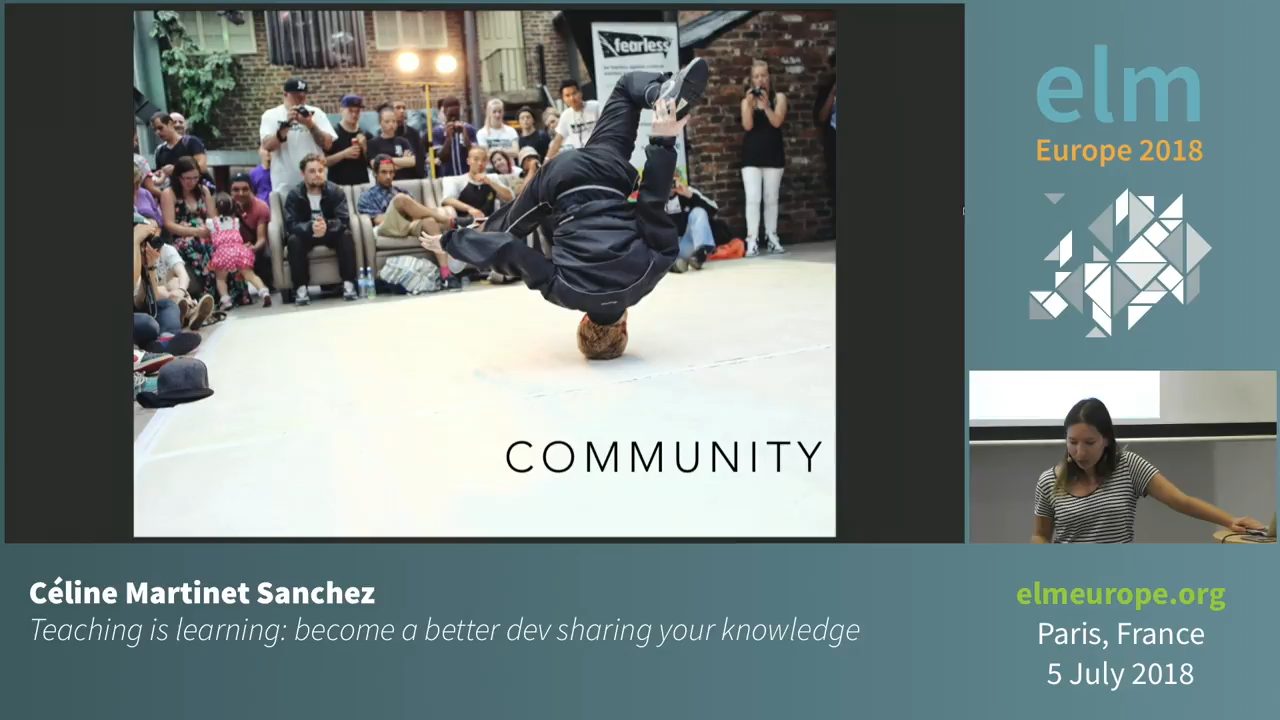 fearless
COMMUNITY
elm
Europe 2018
Céline Martinet Sanchez
Teaching is learning: become a better dev sharing your knowledge
elmeurope.org
Paris, France
5 July 2018